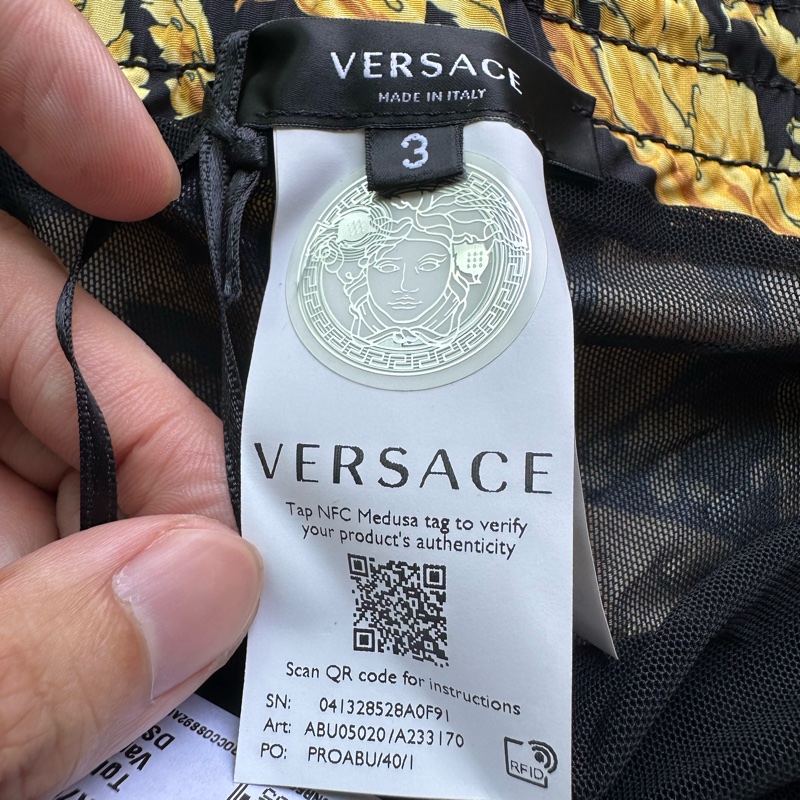 VERSACE
MADE IN ITALY
3
VERSACE
Tap NFC Medusa tag to verify
your product's authenticity
Scan QR code for instructions
SN: 041328528A0F91
Art: ABU05020/A233170
PO: PROABU/40/1
RFID